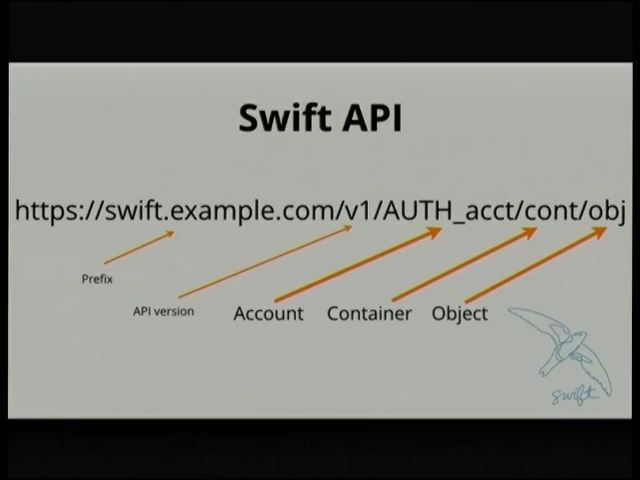 Swift API
https://swift.example.com/v1/AUTH_acct/cont/obj
Prefix
API version
Account
Container
Object
swift